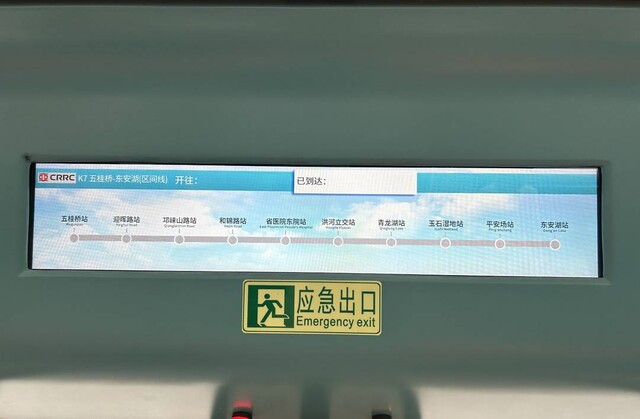 CRRC K7 五桂桥-东安湖(区间线) 开往: 已到达:
五桂桥站 迎晖路站 邛崃山路站 和锦路站 省医院东院站 洪河立交站 青龙湖站 玉石湿地站 平安场站 东安湖站
应急出口
Emergency exit